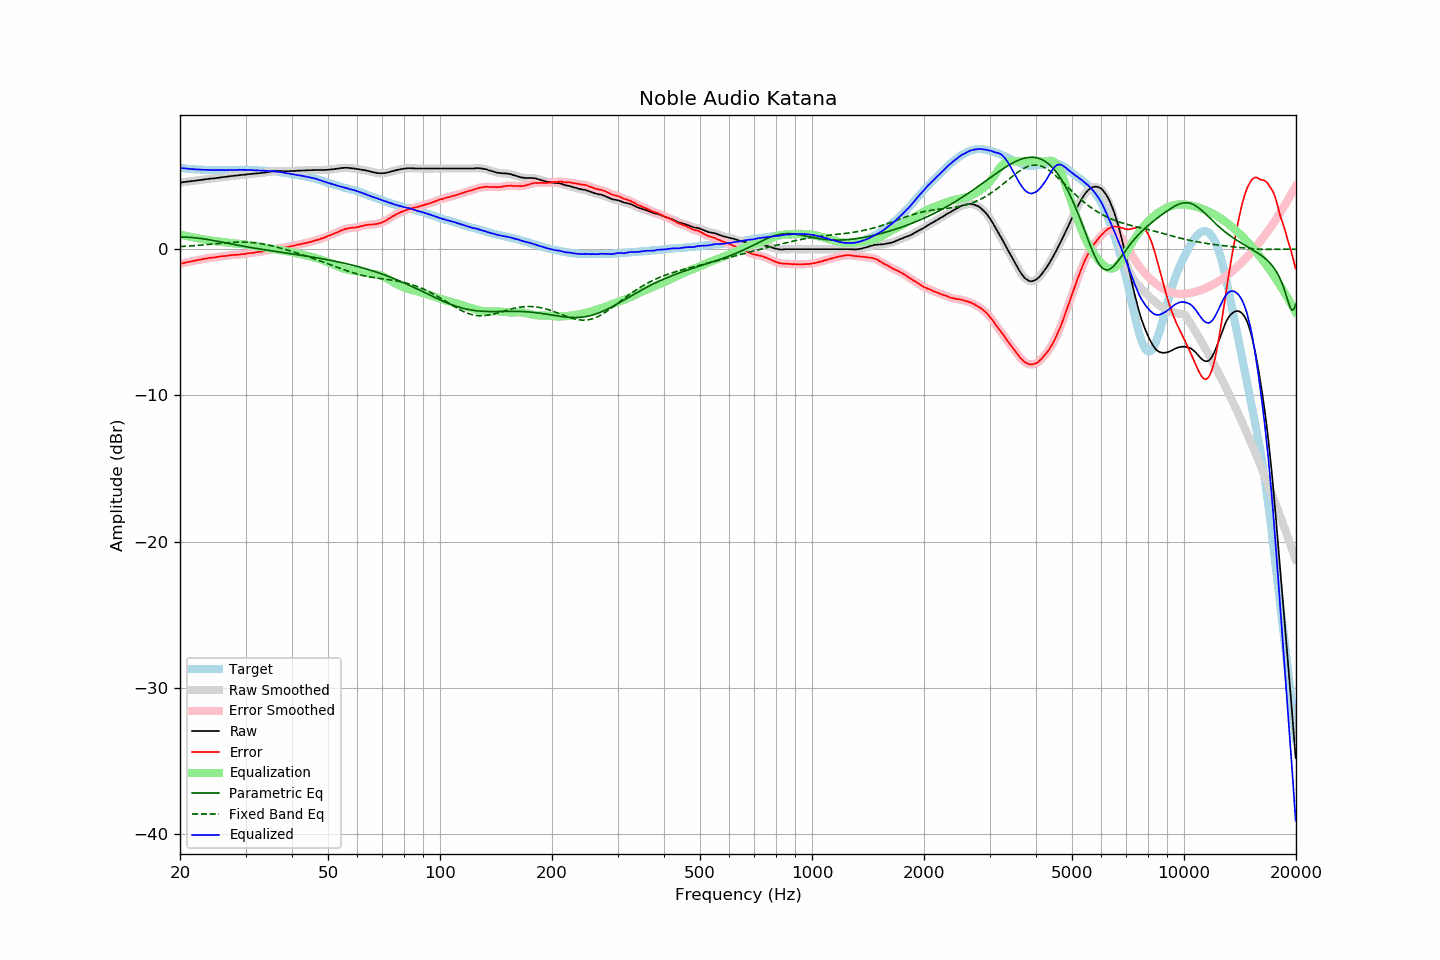 Noble Audio Katana
0
−10
−20
−30
−40
Amplitude (dBr)
Target
Raw Smoothed
Error Smoothed
Raw
Error
Equalization
Parametric Eq
Fixed Band Eq
Equalized
20 50 100 200 500 1000 2000 5000 10000 20000
Frequency (Hz)